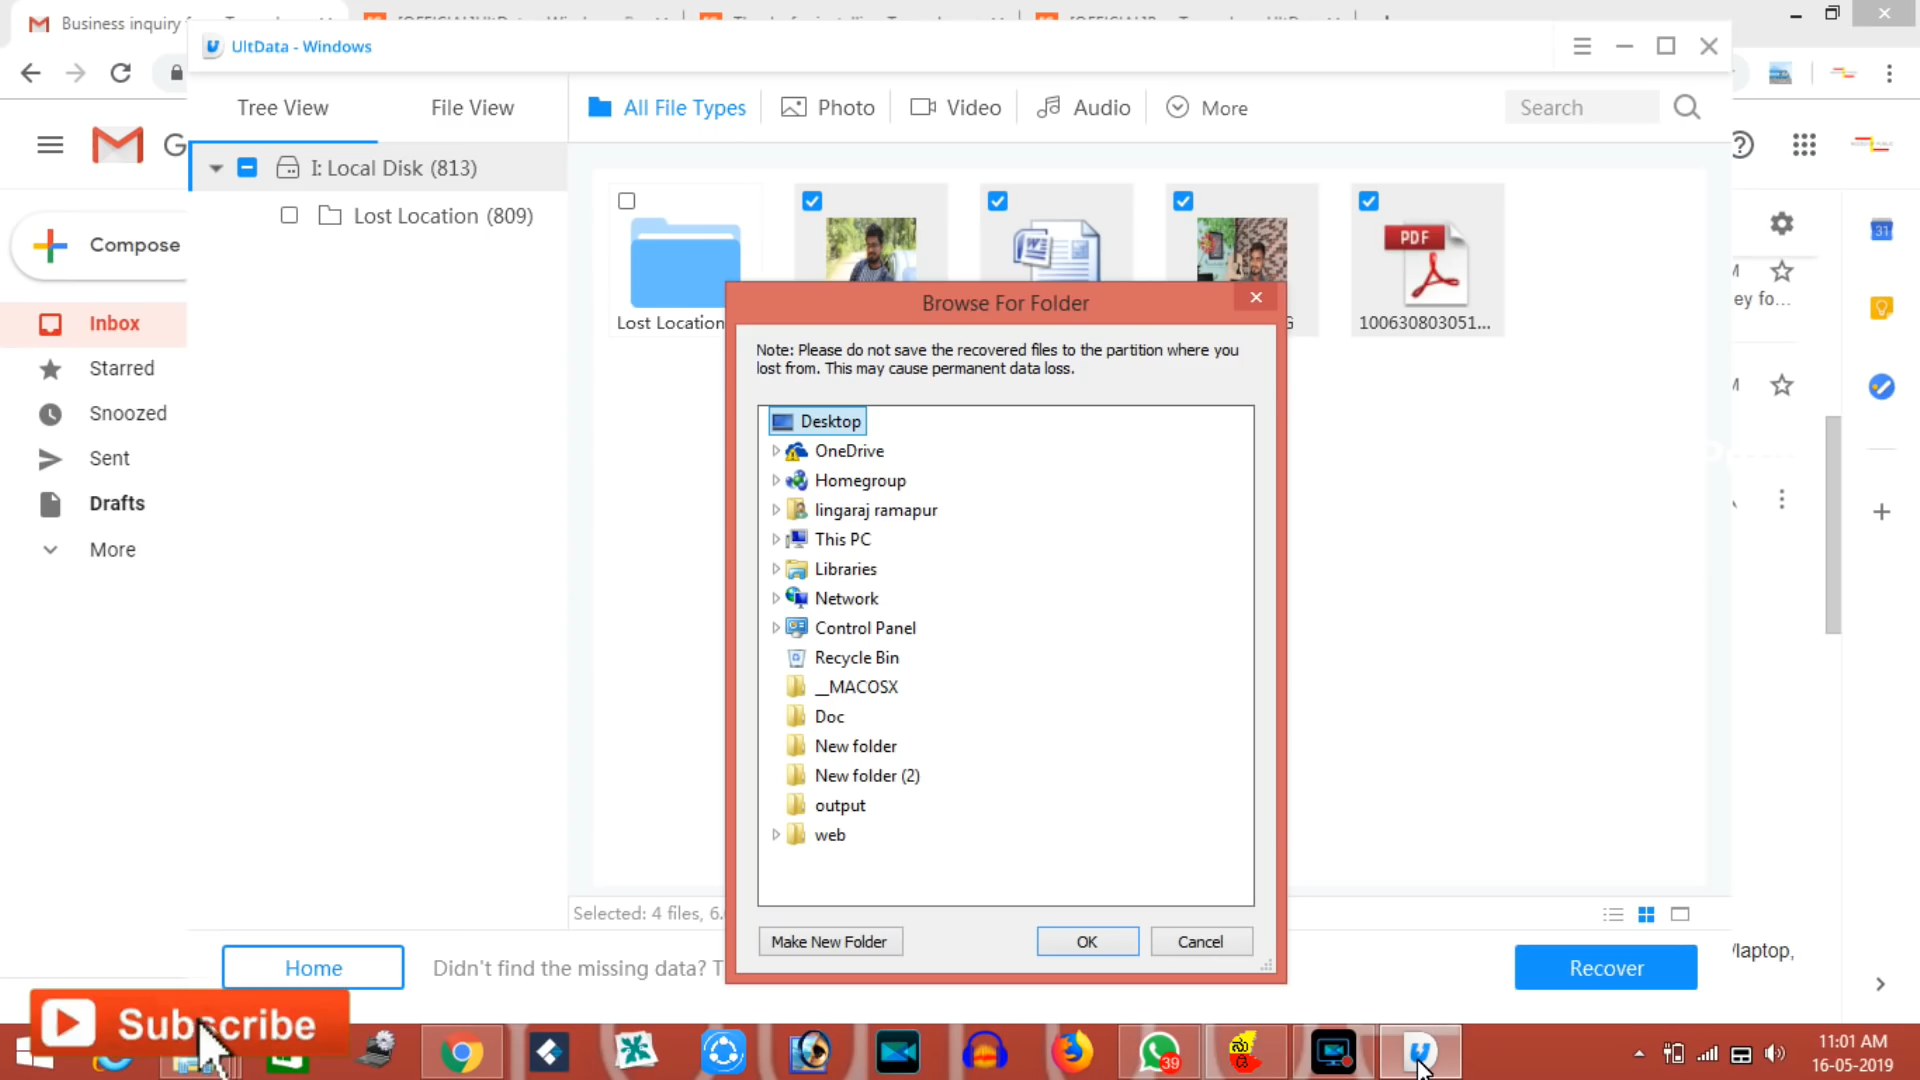 Business inquiry
UltData - Windows
Tree View
File View
All File Types
Photo
Video
Audio
More
Search
I: Local Disk (813)
Lost Location (809)
Compose
Inbox
Starred
Snoozed
Sent
Drafts
More
Lost Location
100630803051...
ey fo...
31
PDF
Browse For Folder
Note: Please do not save the recovered files to the partition where you
lost from. This may cause permanent data loss.
Desktop
OneDrive
Homegroup
lingaraj ramapur
This PC
Libraries
Network
Control Panel
Recycle Bin
__MACOSX
Doc
New folder
New folder (2)
output
web
Make New Folder
OK
Cancel
Selected: 4 files, 6.
Home
Didn't find the missing data? T
Recover
laptop,
Subscribe
39
11:01 AM
16-05-2019